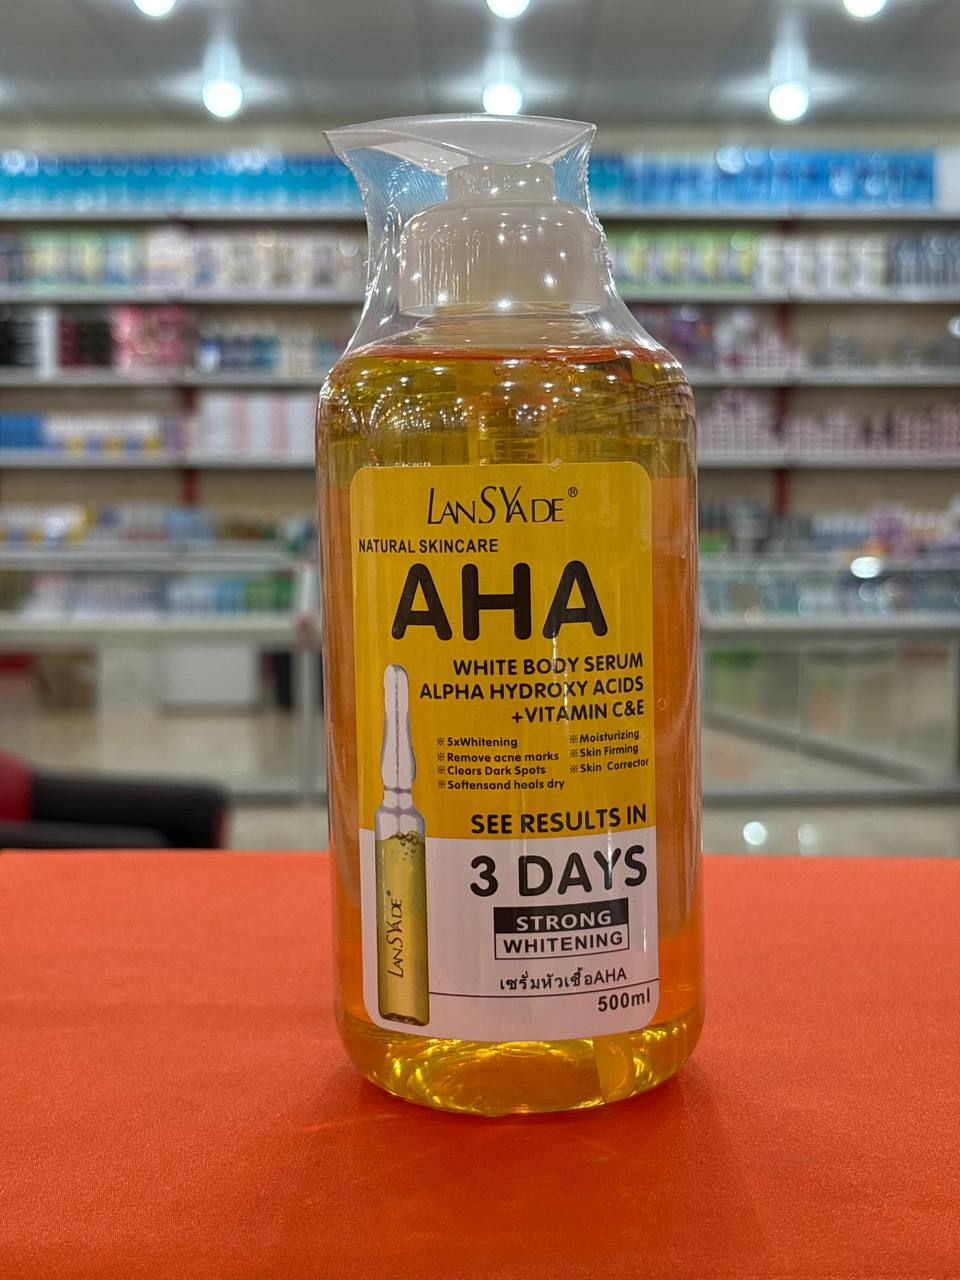 LANSYADE®
NATURAL SKINCARE
AHA
WHITE BODY SERUM
ALPHA HYDROXY ACIDS
+VITAMIN C&E
※5xWhitening
※Remove acne marks
※Clears Dark Spots
※Softensand heals dry
※Moisturizing
※Skin Firming
※Skin Corrector
SEE RESULTS IN
3 DAYS
STRONG
WHITENING
LANSYADE®
เซรั่มหัวเชื้อAHA
500ml